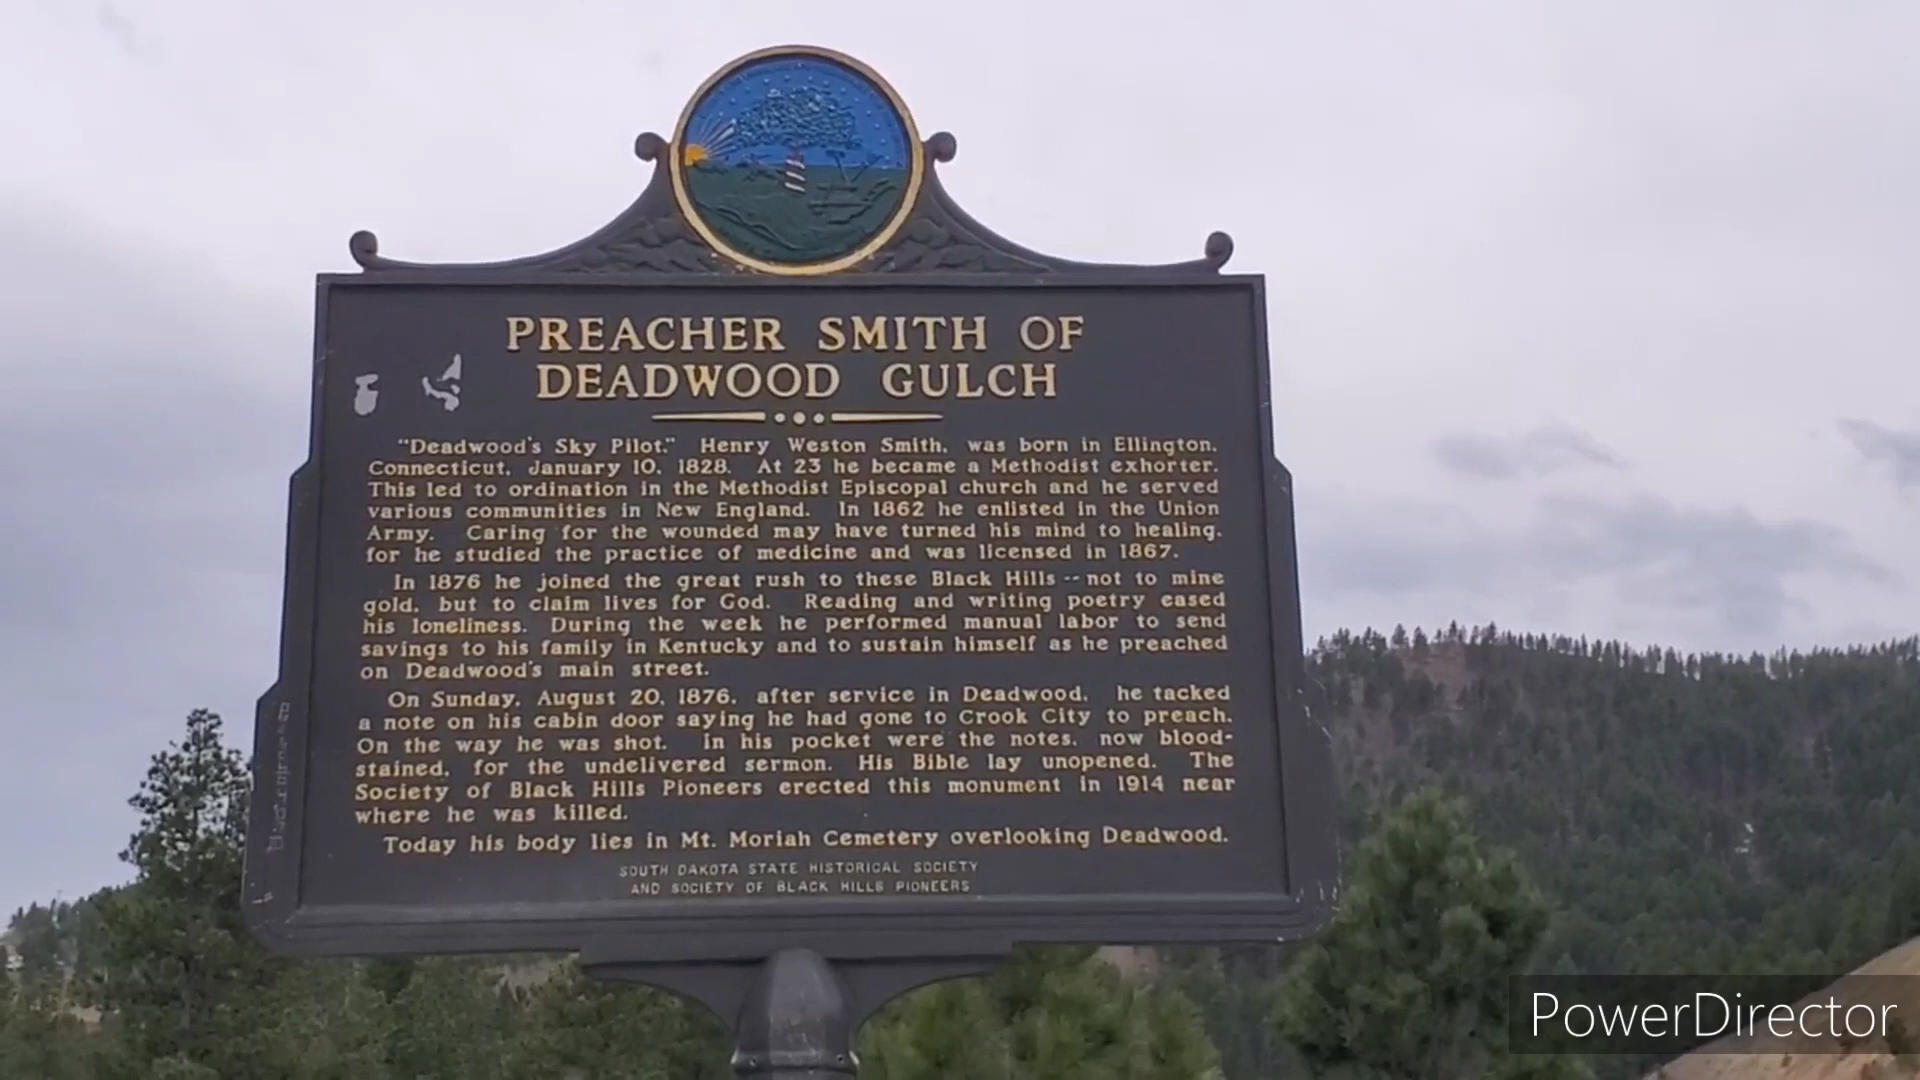 PREACHER SMITH OF
DEADWOOD GULCH
"Deadwood's Sky Pilot." Henry Weston Smith, was born in Ellington,
Connecticut, January 10, 1828. At 23 he became a Methodist exhorter.
This led to ordination in the Methodist Episcopal church and he served
various communities in New England. In 1862 he enlisted in the Union
Army. Caring for the wounded may have turned his mind to healing,
for he studied the practice of medicine and was licensed in 1867.
In 1876 he joined the great rush to these Black Hills -- not to mine
gold, but to claim lives for God. Reading and writing poetry eased
his loneliness. During the week he performed manual labor to send
savings to his family in Kentucky and to sustain himself as he preached
on Deadwood's main street.
On Sunday, August 20, 1876, after service in Deadwood, he tacked
a note on his cabin door saying he had gone to Crook City to preach.
On the way he was shot. In his pocket were the notes, now blood-
stained, for the undelivered sermon. His Bible lay unopened. The
Society of Black Hills Pioneers erected this monument in 1914 near
where he was killed.
Today his body lies in Mt. Moriah Cemetery overlooking Deadwood.
SOUTH DAKOTA STATE HISTORICAL SOCIETY
AND SOCIETY OF BLACK HILLS PIONEERS
PowerDirector